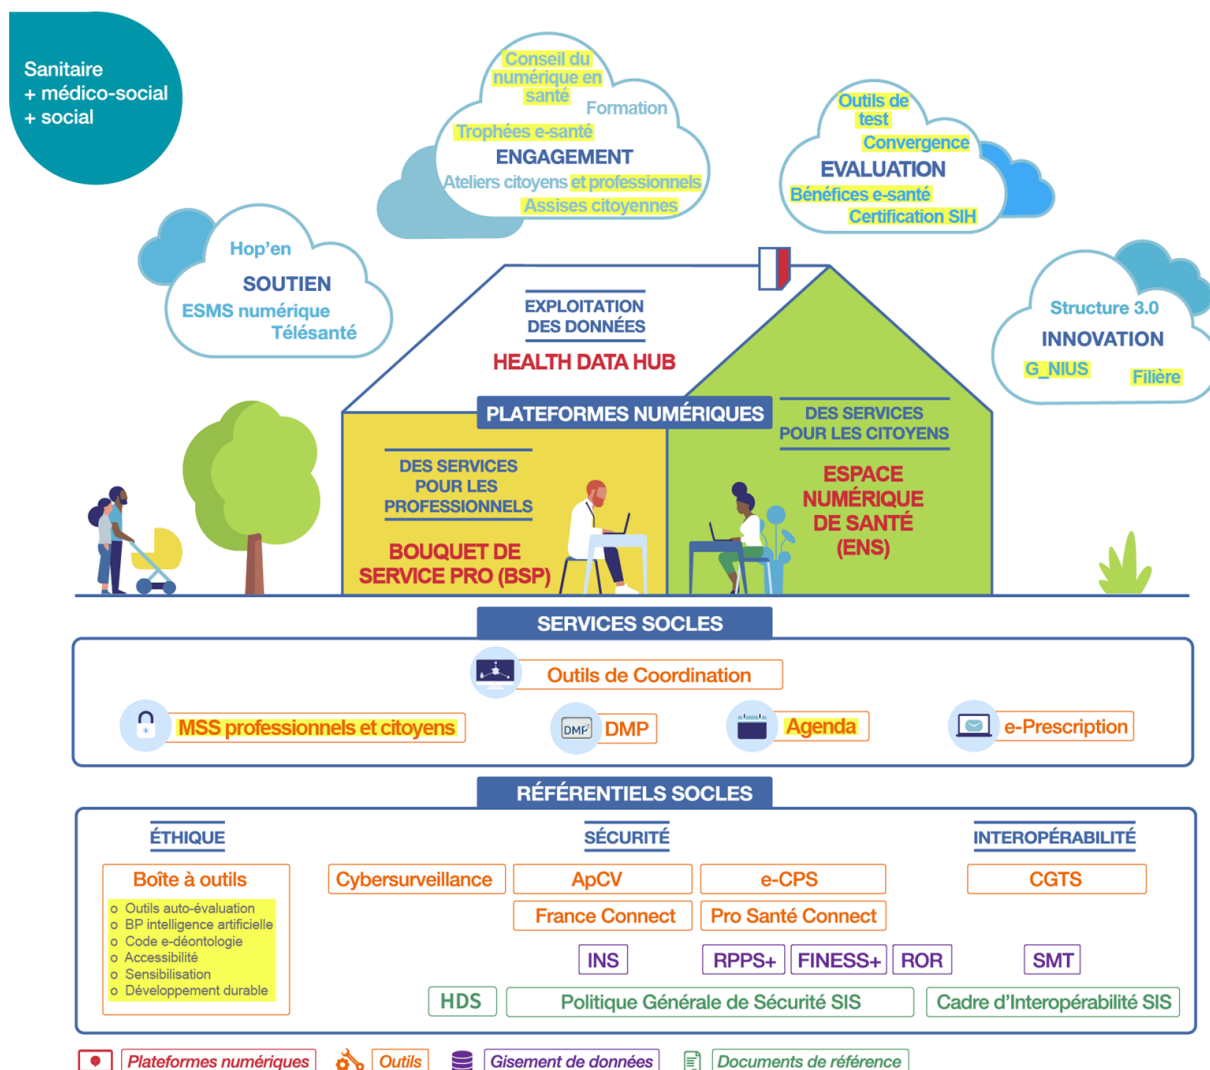 Sanitaire
+ médico-social
+ social
Conseil du
numérique en
santé
Formation
Trophées e-santé
ENGAGEMENT
Ateliers citoyens et professionnels
Assises citoyennes
Outils de
test
Convergence
EVALUATION
Bénéfices e-santé
Certification SIH
Hop'en
SOUTIEN
ESMS numérique
Télésanté
Structure 3.0
INNOVATION
G_NIUS
Filière
EXPLOITATION
DES DONNÉES
HEALTH DATA HUB
PLATEFORMES NUMÉRIQUES
DES SERVICES
POUR LES
PROFESSIONNELS
BOUQUET DE
SERVICE PRO (BSP)
DES SERVICES
POUR LES CITOYENS
ESPACE
NUMÉRIQUE
DE SANTÉ
(ENS)
SERVICES SOCLES
Outils de Coordination
MSS professionnels et citoyens
DMP
DMP
Agenda
e-Prescription
RÉFÉRENTIELS SOCLES
ÉTHIQUE
Boîte à outils
o Outils auto-évaluation
o BP intelligence artificielle
o Code e-déontologie
o Accessibilité
o Sensibilisation
o Développement durable
SÉCURITÉ
Cybersurveillance
ApCV
e-CPS
France Connect
Pro Santé Connect
INS
RPPS+
FINESS+
ROR
HDS
Politique Générale de Sécurité SIS
INTEROPÉRABILITÉ
CGTS
SMT
Cadre d'Interopérabilité SIS
Plateformes numériques
Outils
Gisement de données
Documents de référence